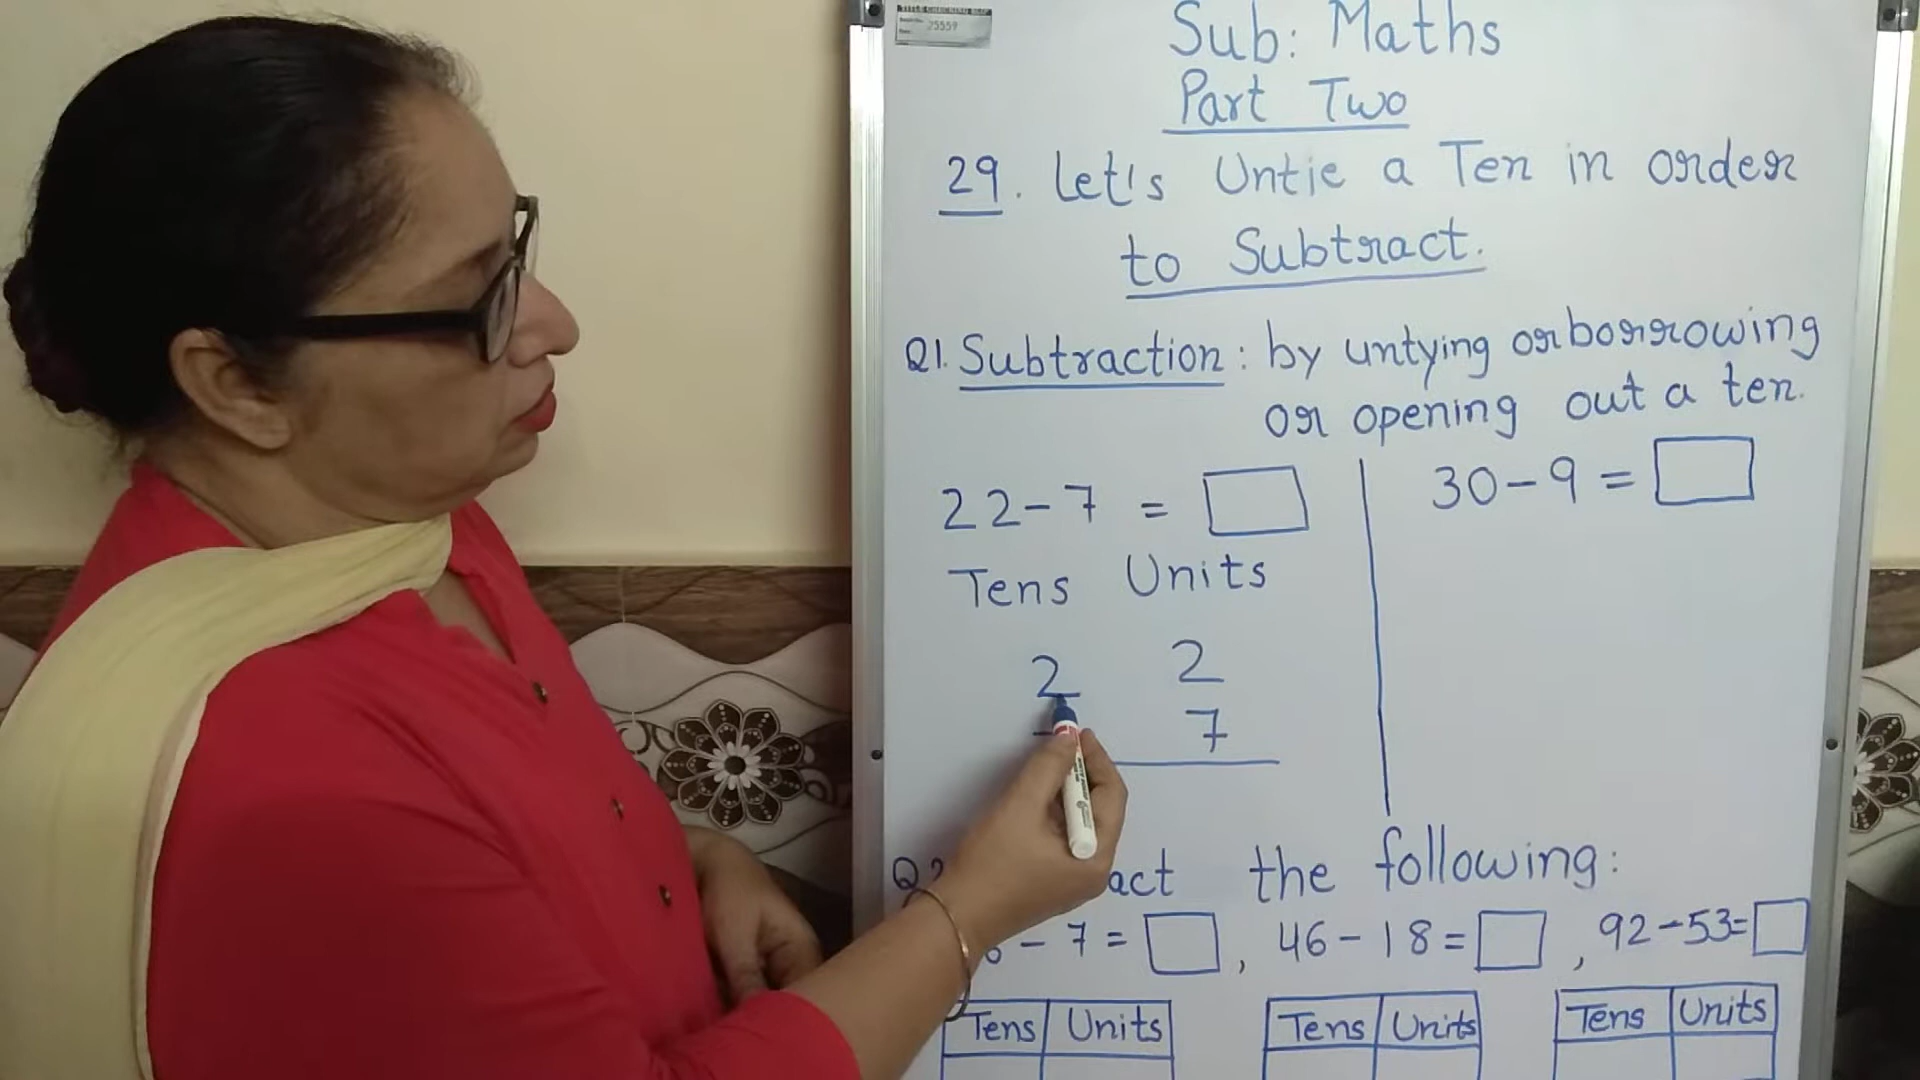 25559
Sub: Maths
Part Two
29. Let's Untie a Ten in order
to Subtract.
Q1. Subtraction: by untying or borrowing
or opening out a ten.
22-7 =
30-9=
Tens Units
2 2
7
the following:
- 7 = , 46-18= , 92-53=
Tens Units
Tens Units
Tens Units